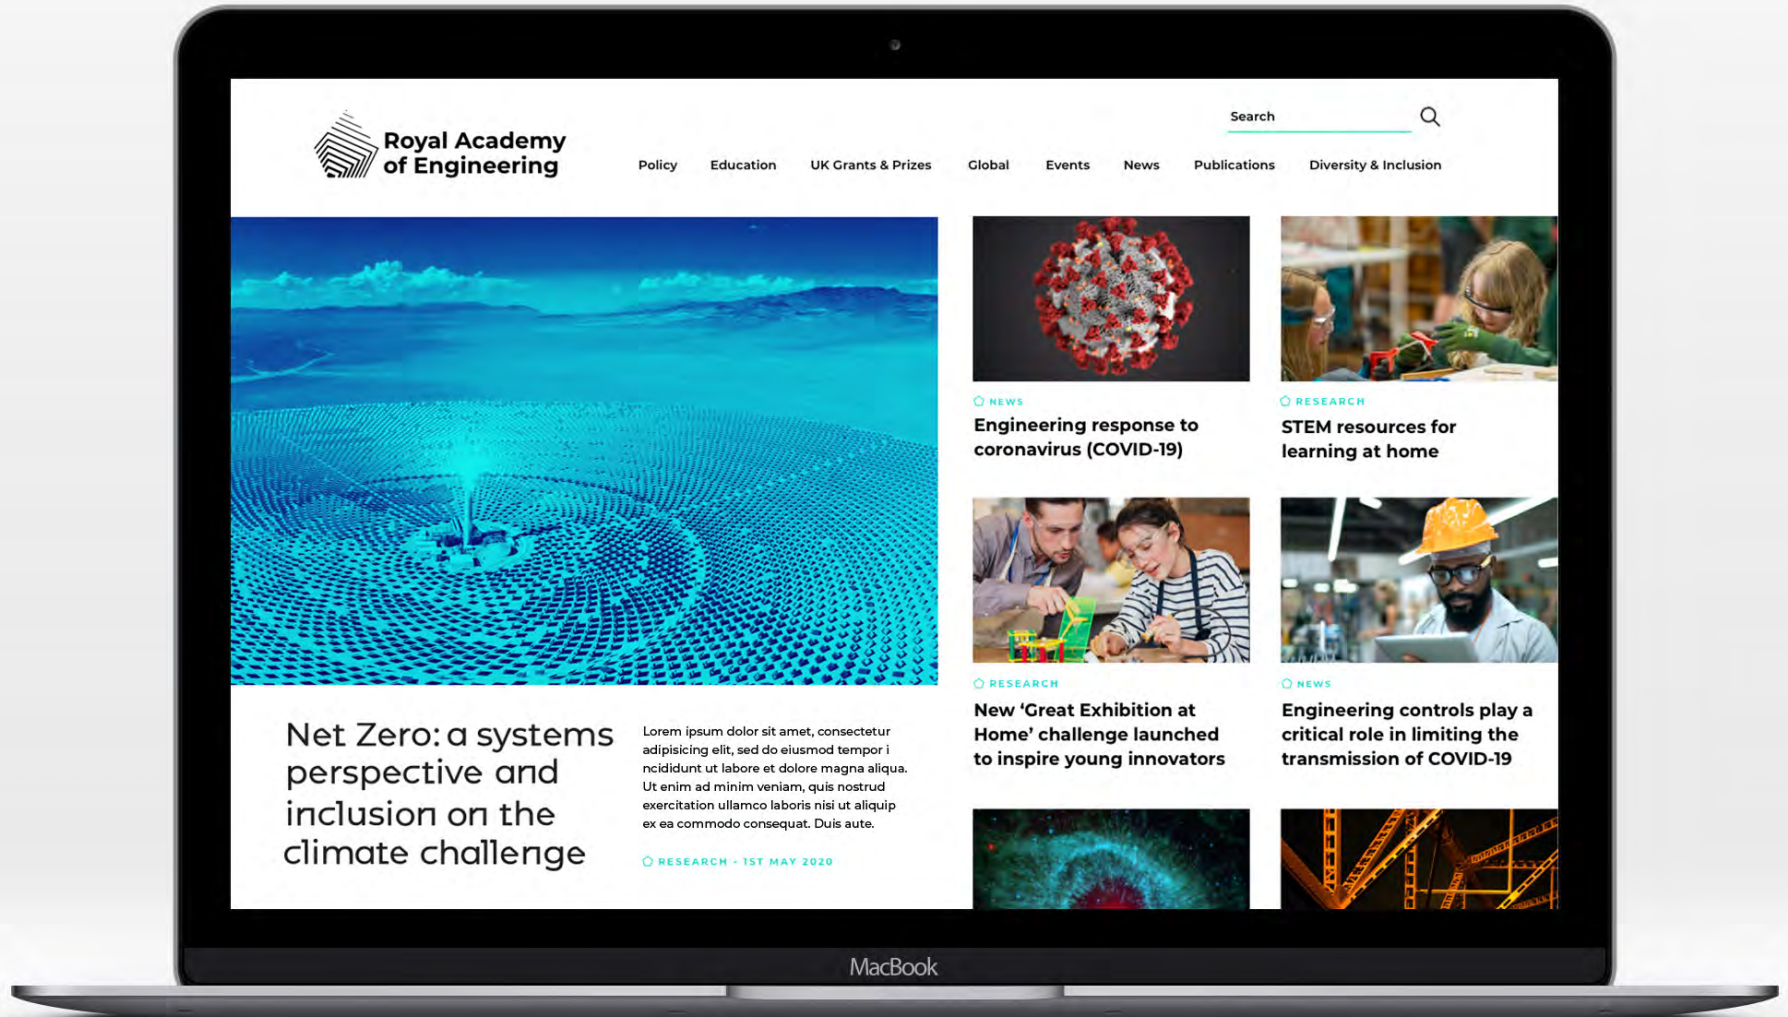 Royal Academy
of Engineering
Search
Policy Education UK Grants & Prizes Global Events News Publications Diversity & Inclusion
Net Zero: a systems
perspective and
inclusion on the
climate challenge
Lorem ipsum dolor sit amet, consectetur
adipisicing elit, sed do eiusmod tempor i
ncididunt ut labore et dolore magna aliqua.
Ut enim ad minim veniam, quis nostrud
exercitation ullamco laboris nisi ut aliquip
ex ea commodo consequat. Duis aute.
RESEARCH - 1ST MAY 2020
NEWS
Engineering response to
coronavirus (COVID-19)
RESEARCH
STEM resources for
learning at home
RESEARCH
New ‘Great Exhibition at
Home’ challenge launched
to inspire young innovators
NEWS
Engineering controls play a
critical role in limiting the
transmission of COVID-19
MacBook